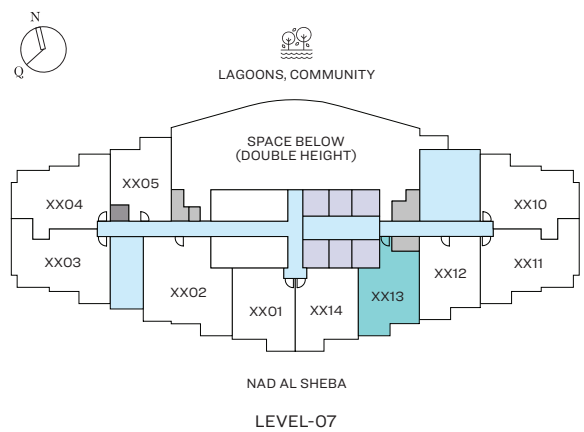 N
Q
LAGOONS, COMMUNITY
SPACE BELOW
(DOUBLE HEIGHT)
XX05
XX04
XX10
XX03
XX02
XX01
XX14
XX13
XX12
XX11
NAD AL SHEBA
LEVEL-07